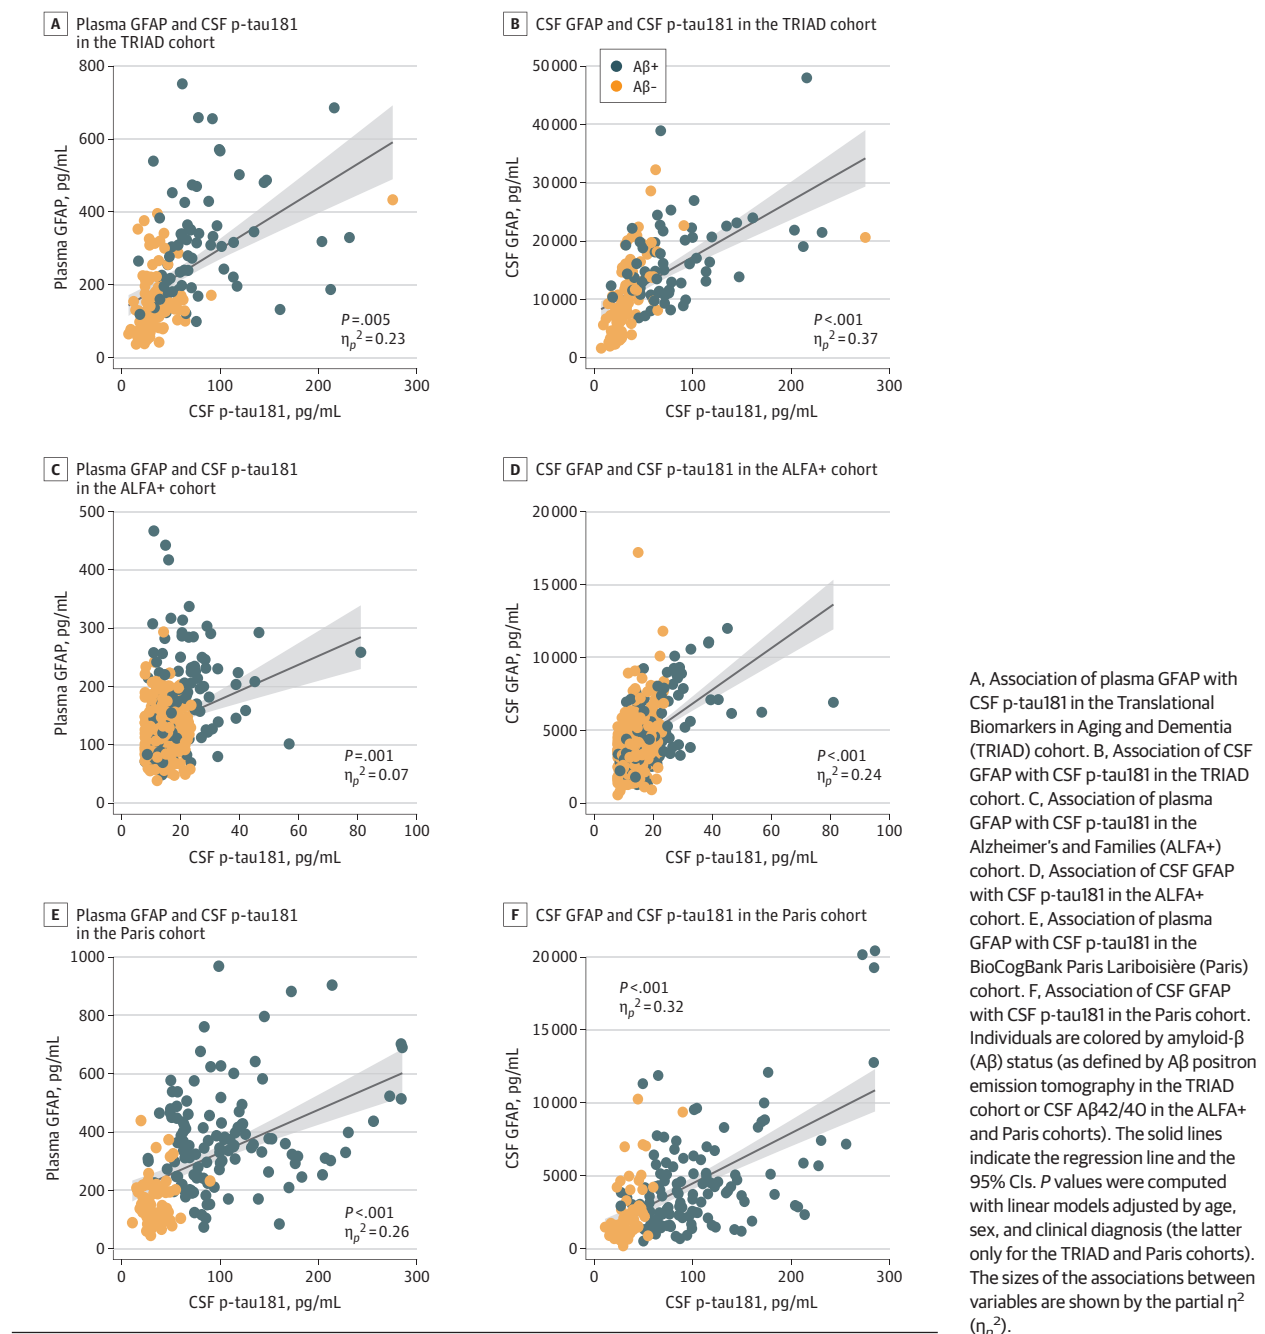 A Plasma GFAP and CSF p-tau181
in the TRIAD cohort
800
600
400
200
0
Plasma GFAP, pg/mL
P=.005
ηp²=0.23
0 100 200 300
CSF p-tau181, pg/mL
B CSF GFAP and CSF p-tau181 in the TRIAD cohort
Aβ+
Aβ-
50000
40000
30000
20000
10000
0
CSF GFAP, pg/mL
P<.001
ηp²=0.37
0 100 200 300
CSF p-tau181, pg/mL
C Plasma GFAP and CSF p-tau181
in the ALFA+ cohort
500
400
300
200
100
0
Plasma GFAP, pg/mL
P=.001
ηp²=0.07
0 20 40 60 80 100
CSF p-tau181, pg/mL
D CSF GFAP and CSF p-tau181 in the ALFA+ cohort
20000
15000
10000
5000
0
CSF GFAP, pg/mL
P<.001
ηp²=0.24
0 20 40 60 80 100
CSF p-tau181, pg/mL
E Plasma GFAP and CSF p-tau181
in the Paris cohort
1000
800
600
400
200
0
Plasma GFAP, pg/mL
P<.001
ηp²=0.26
0 100 200 300
CSF p-tau181, pg/mL
F CSF GFAP and CSF p-tau181 in the Paris cohort
20000
15000
10000
5000
0
CSF GFAP, pg/mL
P<.001
ηp²=0.32
0 100 200 300
CSF p-tau181, pg/mL
A, Association of plasma GFAP with
CSF p-tau181 in the Translational
Biomarkers in Aging and Dementia
(TRIAD) cohort. B, Association of CSF
GFAP with CSF p-tau181 in the TRIAD
cohort. C, Association of plasma
GFAP with CSF p-tau181 in the
Alzheimer's and Families (ALFA+)
cohort. D, Association of CSF GFAP
with CSF p-tau181 in the ALFA+
cohort. E, Association of plasma
GFAP with CSF p-tau181 in the
BioCogBank Paris Lariboisière (Paris)
cohort. F, Association of CSF GFAP
with CSF p-tau181 in the Paris cohort.
Individuals are colored by amyloid-β
(Aβ) status (as defined by Aβ positron
emission tomography in the TRIAD
cohort or CSF Aβ42/40 in the ALFA+
and Paris cohorts). The solid lines
indicate the regression line and the
95% CIs. P values were computed
with linear models adjusted by age,
sex, and clinical diagnosis (the latter
only for the TRIAD and Paris cohorts).
The sizes of the associations between
variables are shown by the partial η²
(ηp²).